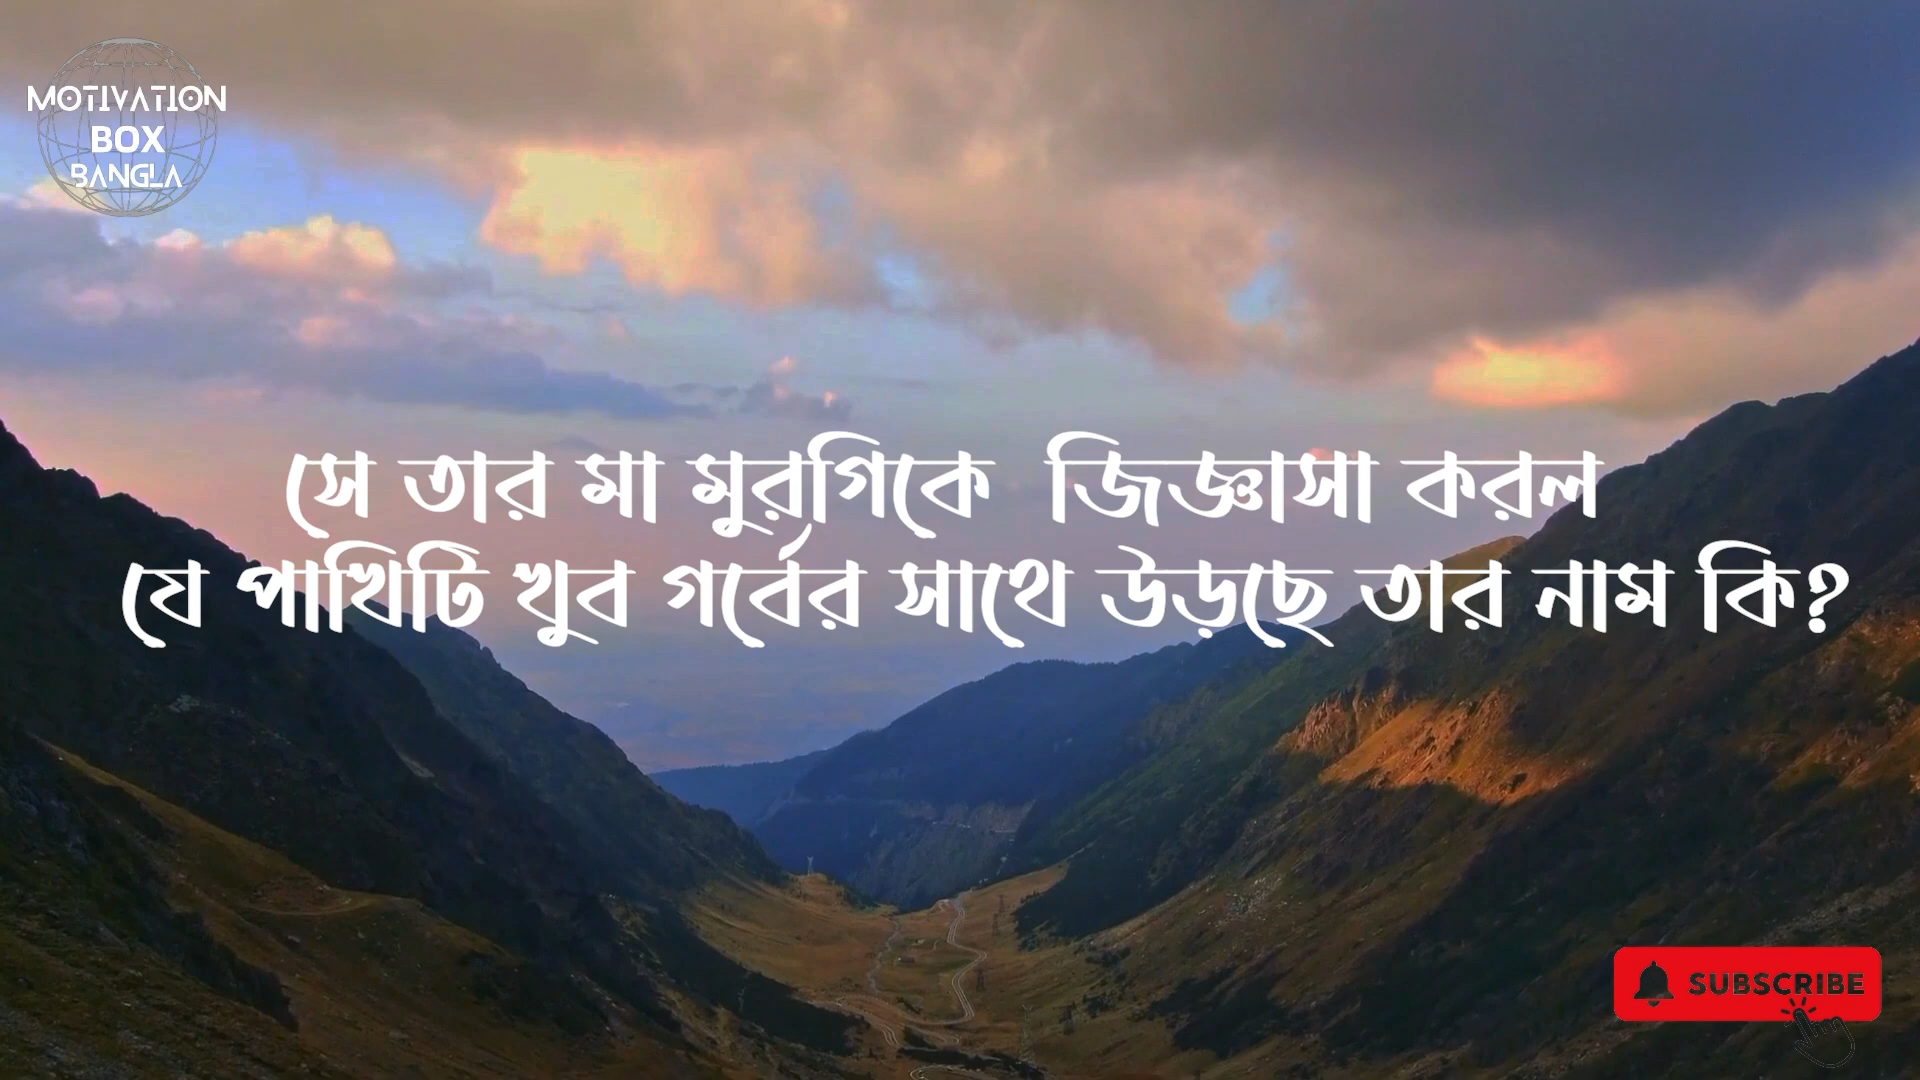 MOTIVATION
BOX
BANGLA
সে তার মা মুরগিকে জিজ্ঞাসা করল
যে পাখিটি খুব গর্বের সাথে উড়ছে তার নাম কি?
SUBSCRIBE